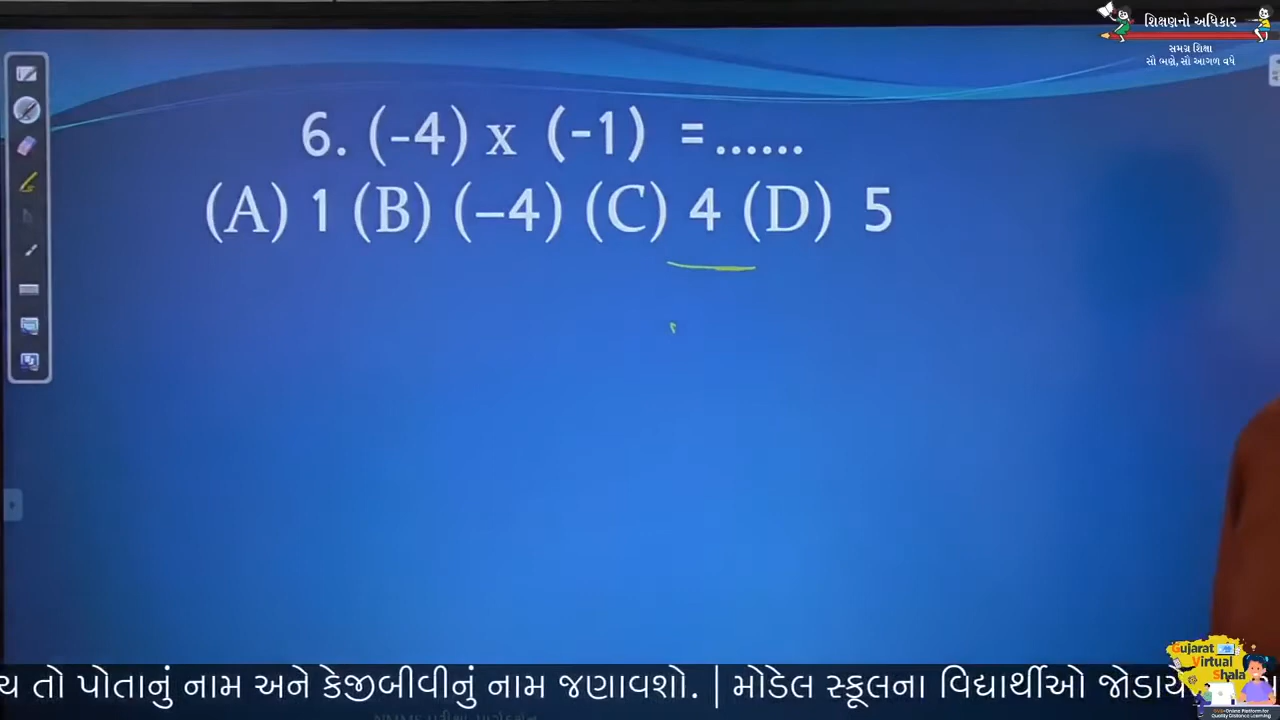 શિક્ષણનો અધિકાર
સમગ્ર શિક્ષા
સૌ ભણે, સૌ આગળ વધે
6. (-4) x (-1) =......
(A) 1 (B) (–4) (C) 4 (D) 5
Gujarat
Virtual
Shala
ય તો પોતાનું નામ અને કેજીબીવીનું નામ જણાવશો. | મોડેલ સ્કૂલના વિદ્યાર્થીઓ